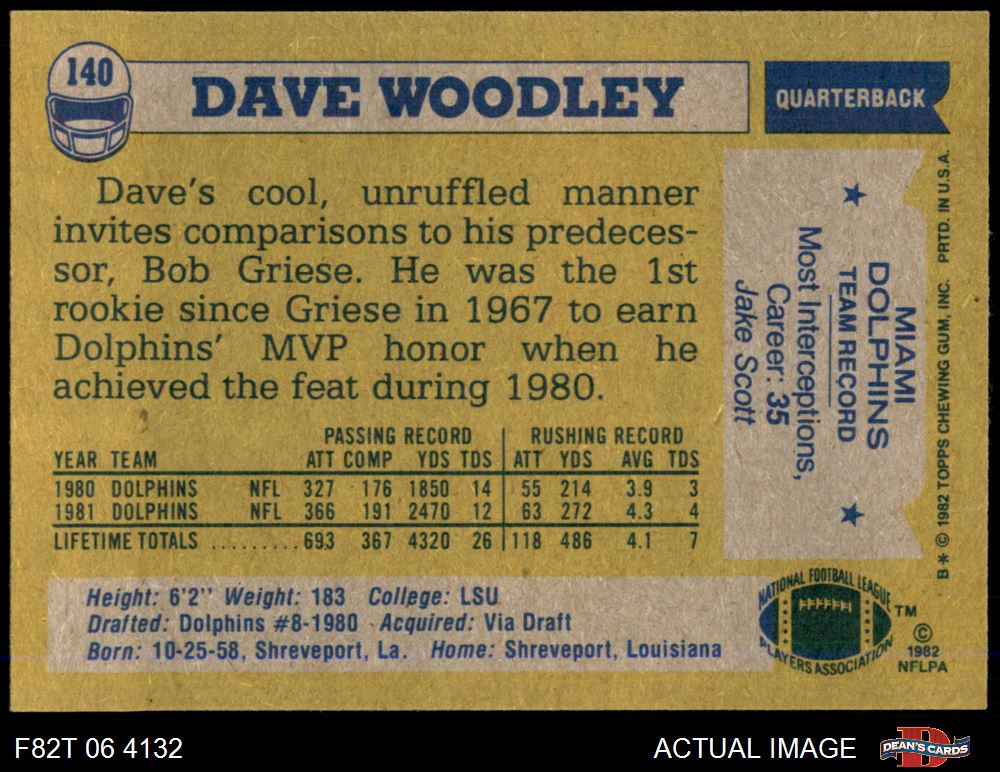 140
DAVE WOODLEY
QUARTERBACK
Dave's cool, unruffled manner
invites comparisons to his predeces-
sor, Bob Griese. He was the 1st
rookie since Griese in 1967 to earn
Dolphins' MVP honor when he
achieved the feat during 1980.
PASSING RECORD RUSHING RECORD
YEAR TEAM ATT COMP YDS TDS ATT YDS AVG TDS
1980 DOLPHINS NFL 327 176 1850 14 55 214 3.9 3
1981 DOLPHINS NFL 366 191 2470 12 63 272 4.3 4
LIFETIME TOTALS ......... 693 367 4320 26 118 486 4.1 7
MIAMI
DOLPHINS
TEAM RECORD
Most Interceptions,
Career: 35
Jake Scott
B* © 1982 TOPPS CHEWING GUM, INC. PRTD. IN U.S.A.
Height: 6'2" Weight: 183 College: LSU
Drafted: Dolphins #8-1980 Acquired: Via Draft
Born: 10-25-58, Shreveport, La. Home: Shreveport, Louisiana
NATIONAL FOOTBALL LEAGUE
PLAYERS ASSOCIATION
TM
©
1982
NFLPA
F82T 06 4132
ACTUAL IMAGE
DEAN'S CARDS